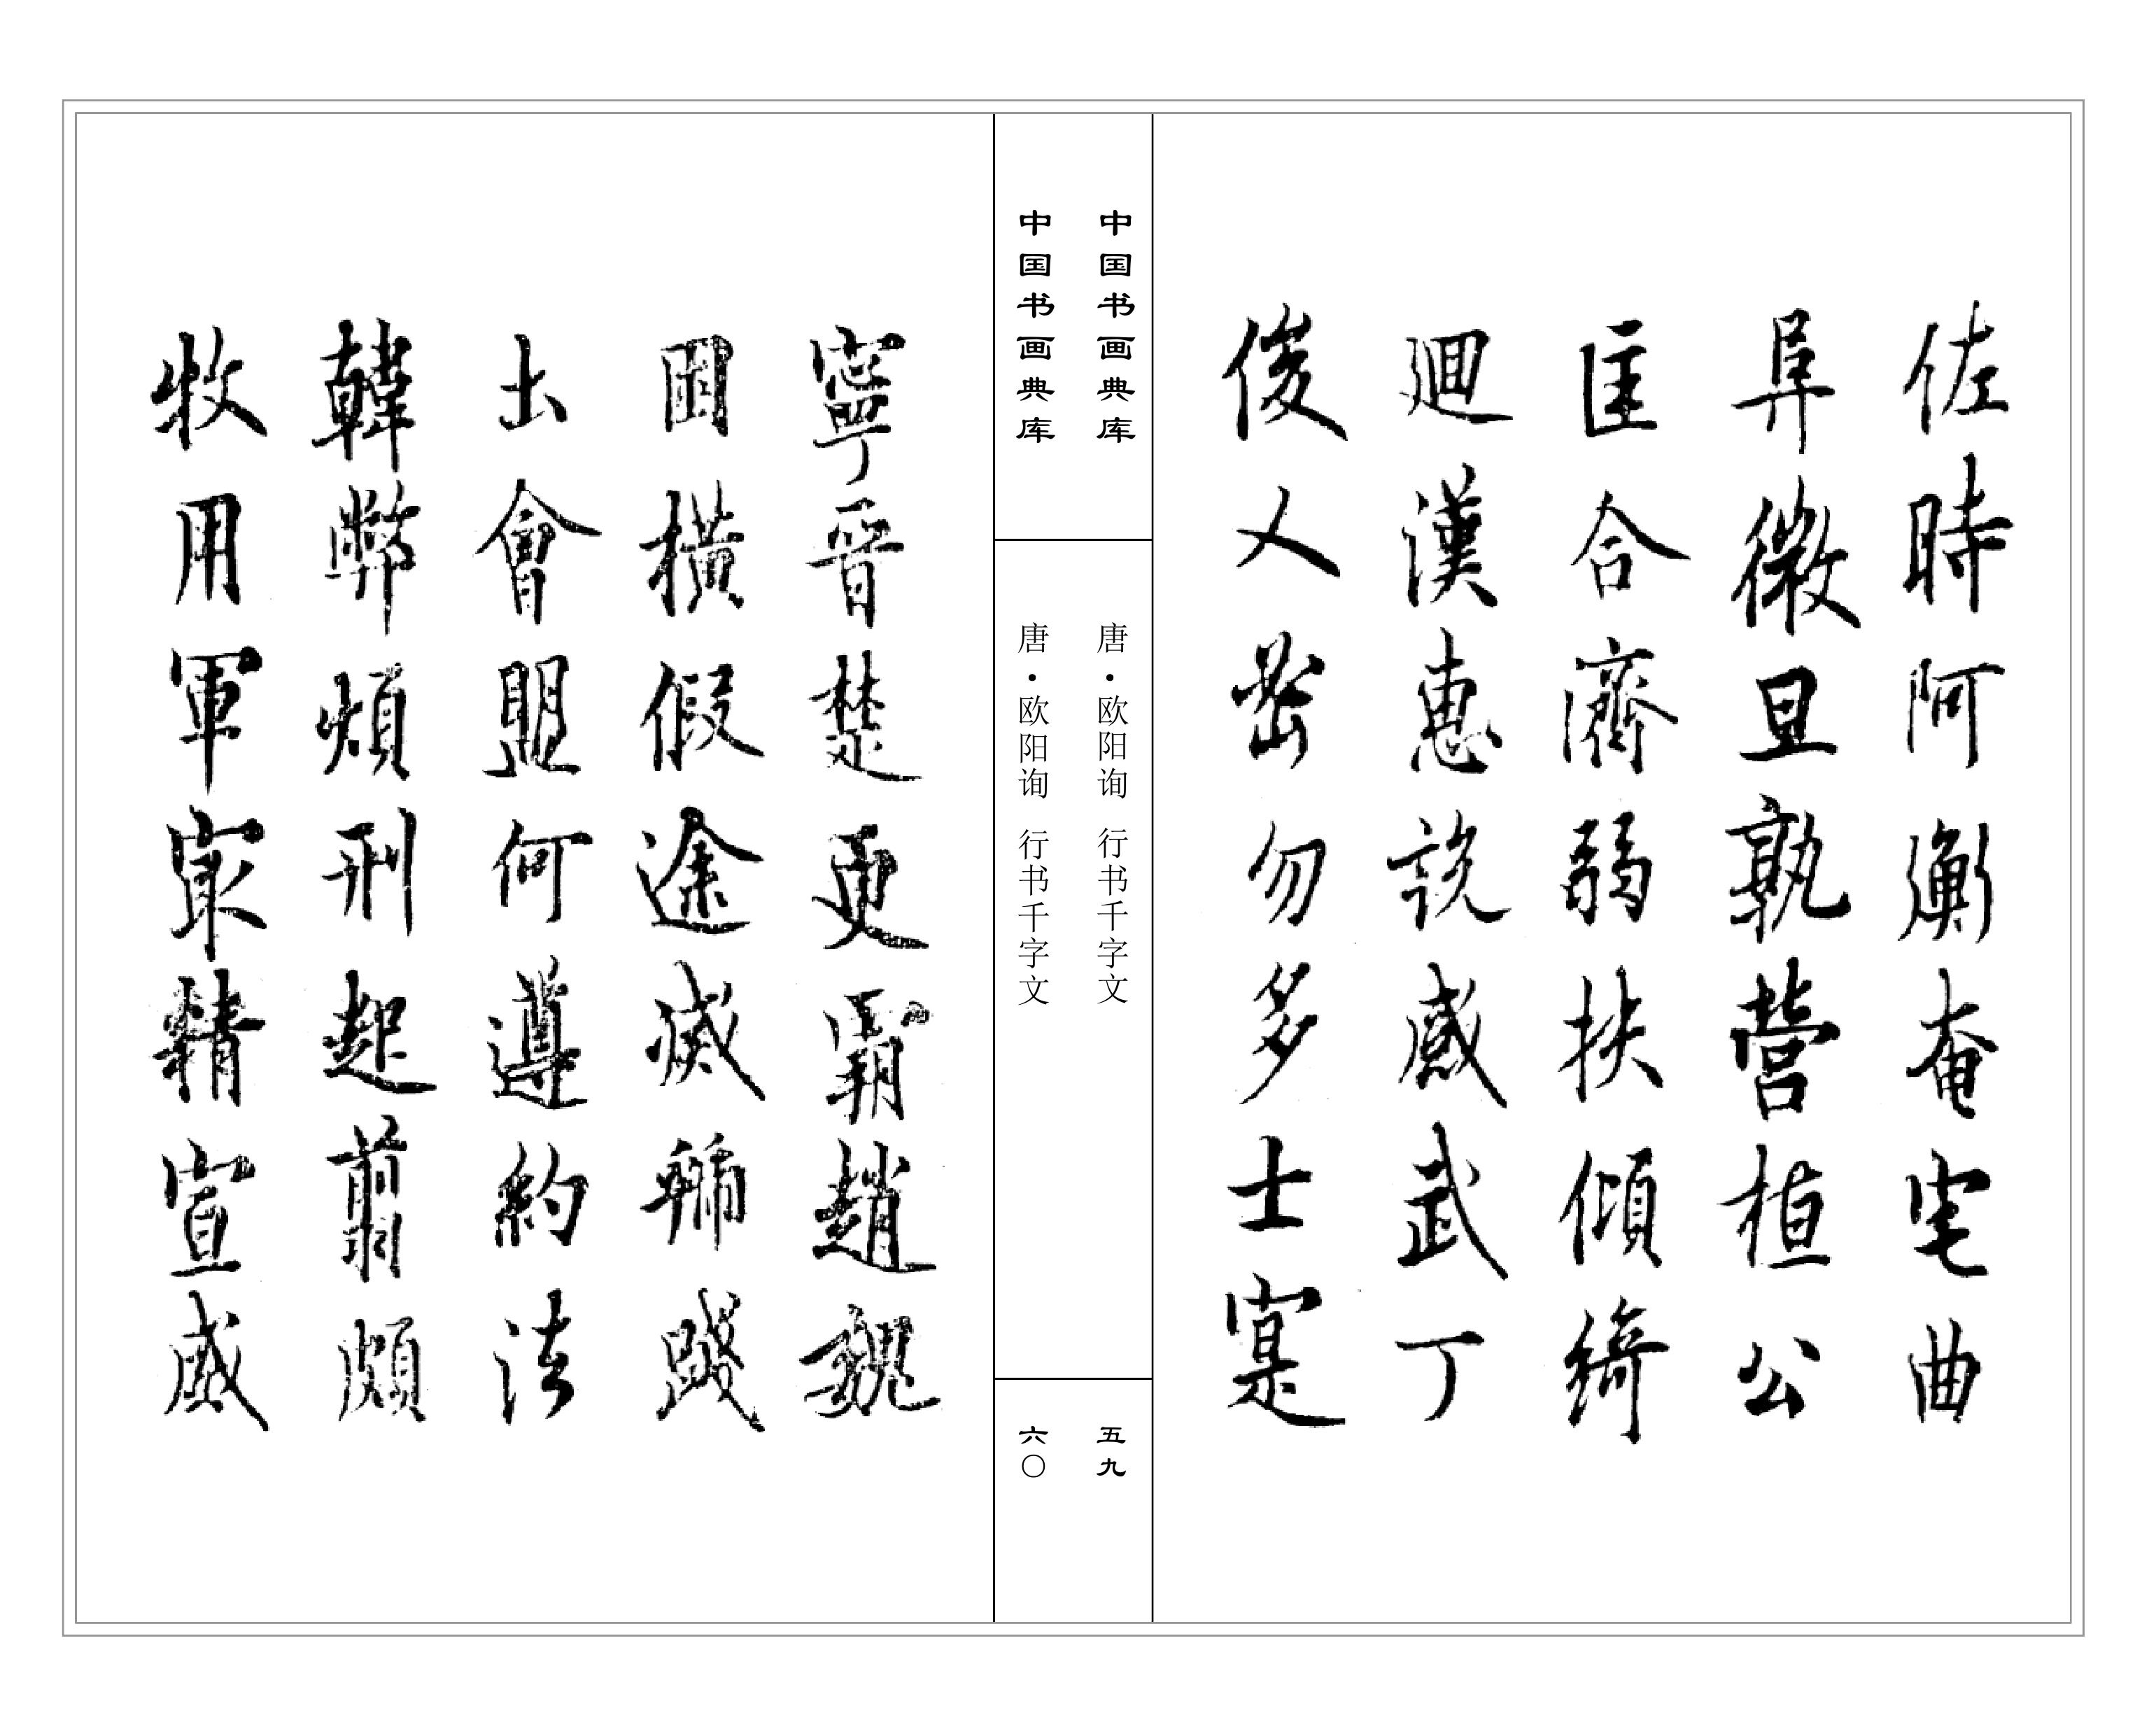 佐時阿衡奄宅曲
阜微旦孰營桓公
匡合濟弱扶傾綺
迴漢惠說感武丁
俊乂密勿多士寔
中国书画典库
唐·欧阳询 行书千字文
五九
中国书画典库
唐·欧阳询 行书千字文
六〇
寧晉楚更霸趙魏
困橫假途滅虢踐
土會盟何遵約法
韓弊煩刑起翦頗
牧用軍冣精宣威